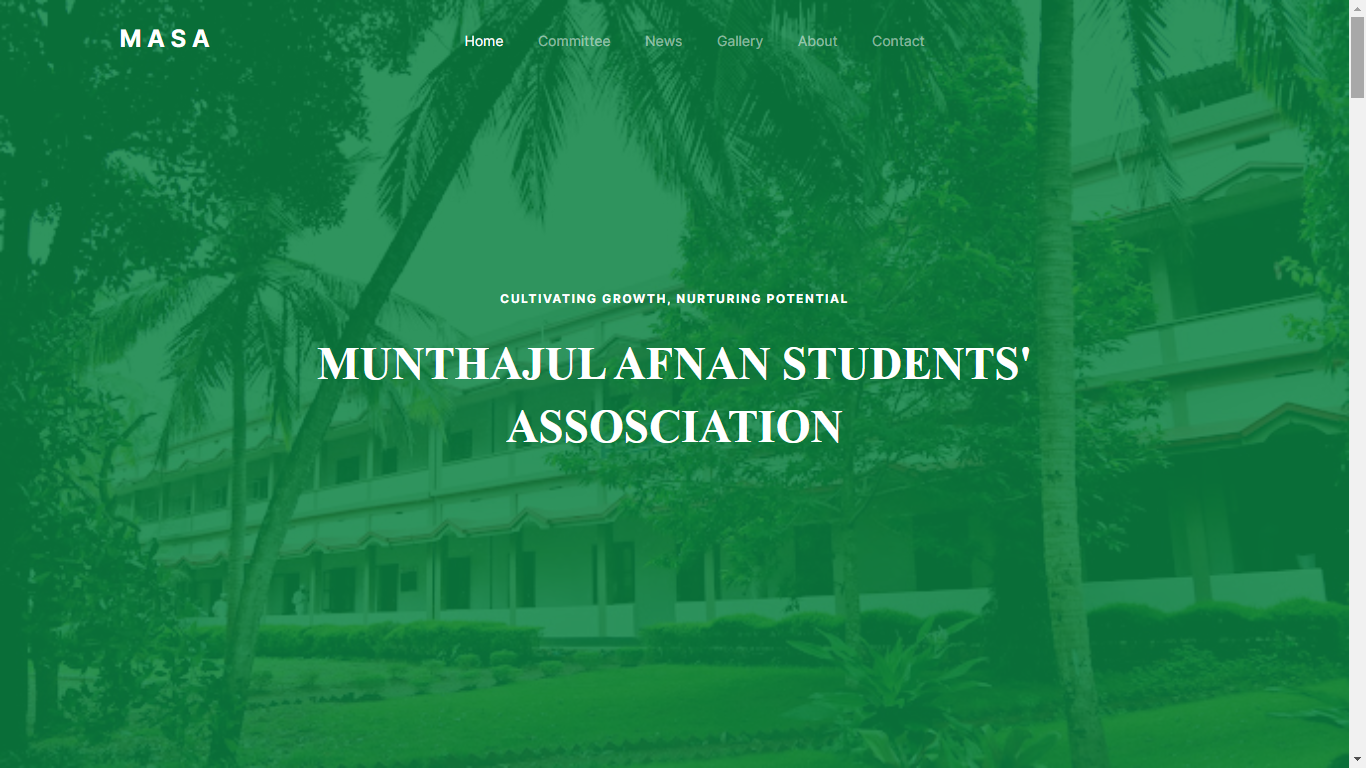 MASA
Home Committee News Gallery About Contact
CULTIVATING GROWTH, NURTURING POTENTIAL
MUNTHAJUL AFNAN STUDENTS'
ASSOSCIATION